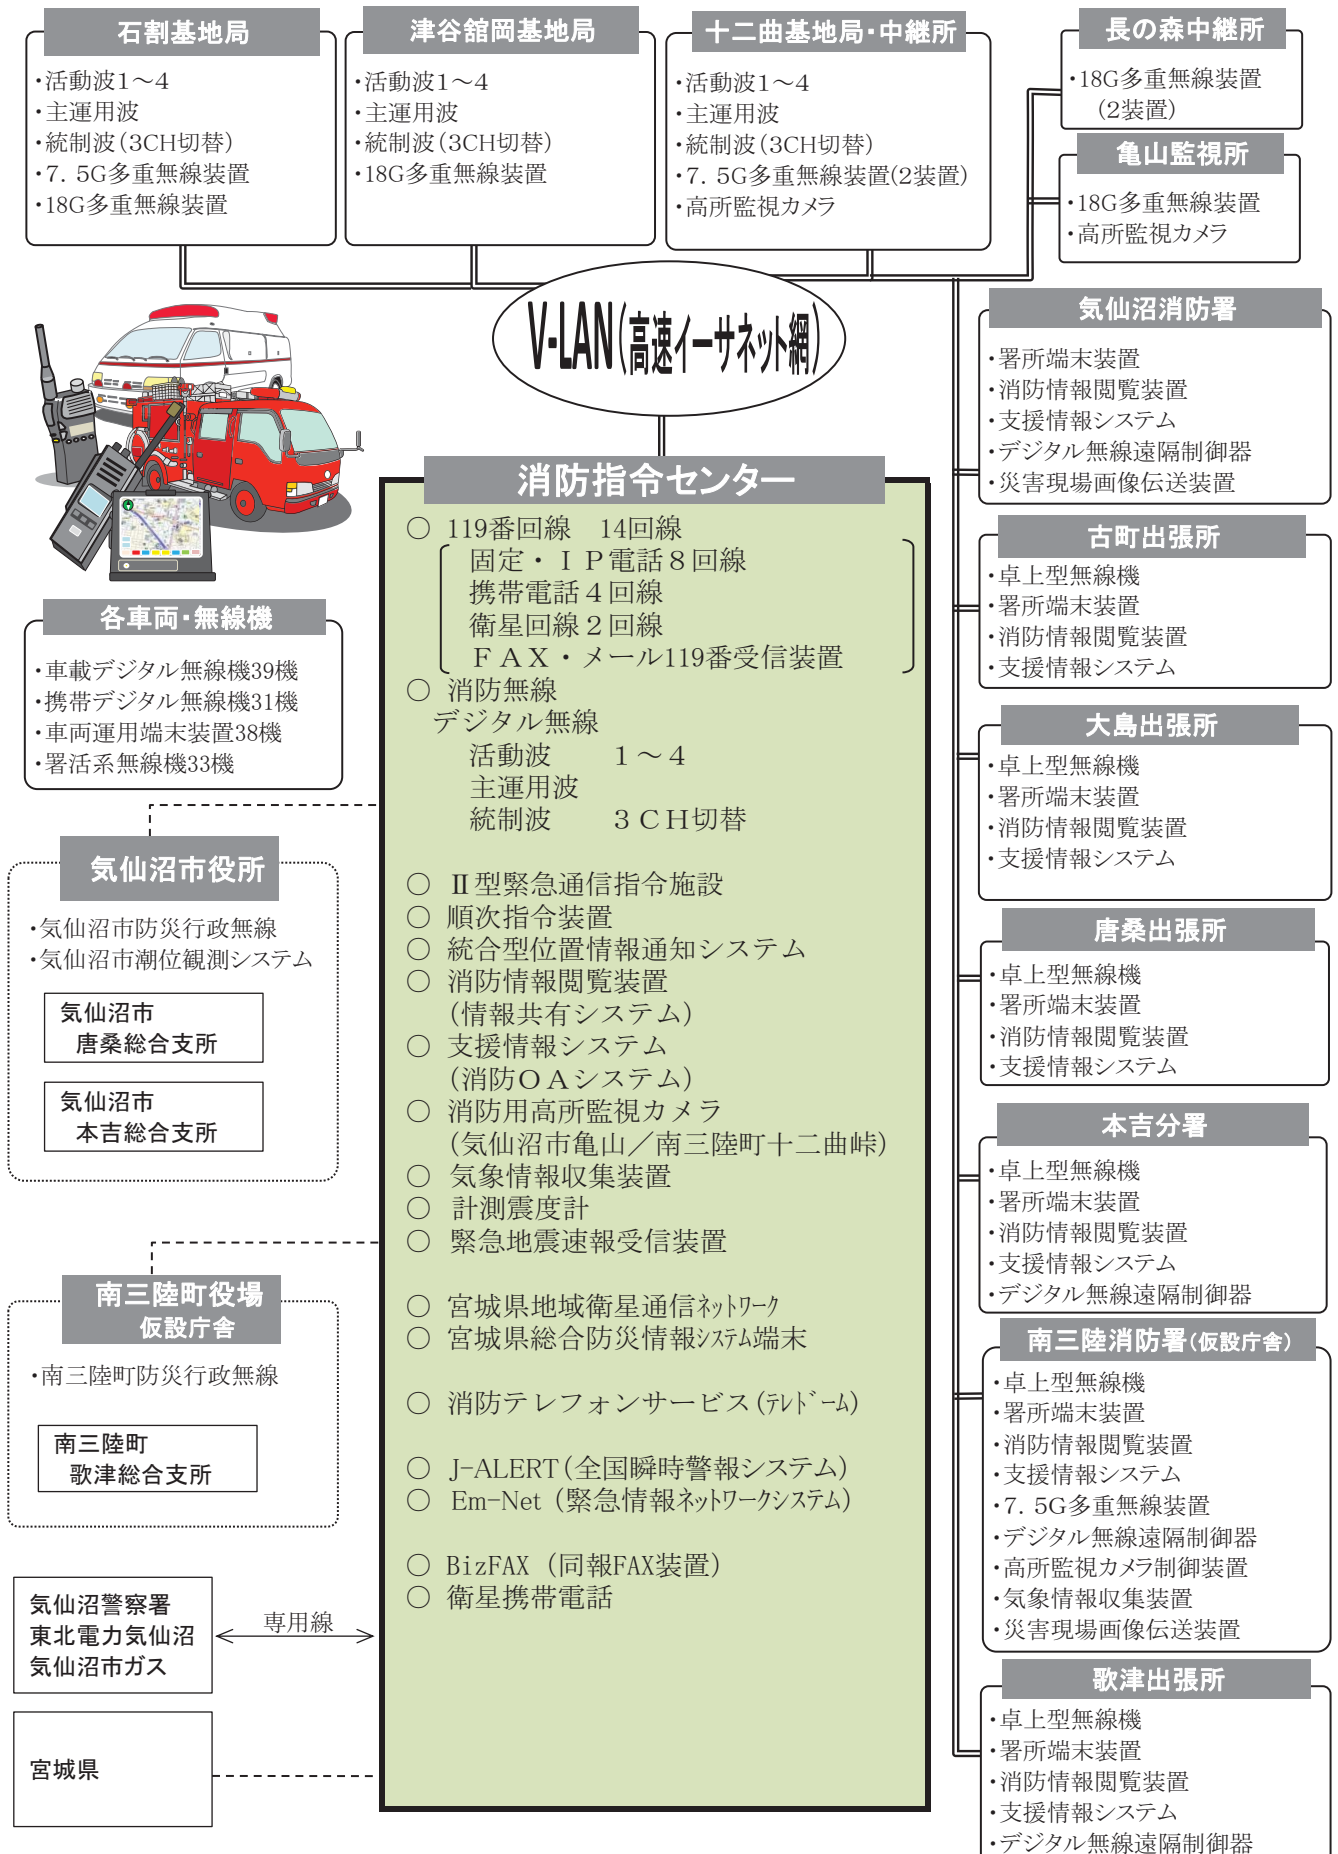 石割基地局
・活動波1～4
・主運用波
・統制波(3CH切替)
・7．5G多重無線装置
・18G多重無線装置
津谷舘岡基地局
・活動波1～4
・主運用波
・統制波(3CH切替)
・18G多重無線装置
十二曲基地局・中継所
・活動波1～4
・主運用波
・統制波(3CH切替)
・7．5G多重無線装置(2装置)
・高所監視カメラ
長の森中継所
・18G多重無線装置
(2装置)
亀山監視所
・18G多重無線装置
・高所監視カメラ
V-LAN(高速イーサネット網)
消防指令センター
○ 119番回線　14回線
固定・ＩＰ電話８回線
携帯電話４回線
衛星回線２回線
ＦＡＸ・メール119番受信装置
○ 消防無線
デジタル無線
活動波　　１～４
主運用波
統制波　　３ＣＨ切替
○ Ⅱ型緊急通信指令施設
○ 順次指令装置
○ 統合型位置情報通知システム
○ 消防情報閲覧装置
(情報共有システム)
○ 支援情報システム
(消防ＯＡシステム)
○ 消防用高所監視カメラ
(気仙沼市亀山／南三陸町十二曲峠)
○ 気象情報収集装置
○ 計測震度計
○ 緊急地震速報受信装置
○ 宮城県地域衛星通信ﾈｯﾄﾜｰｸ
○ 宮城県総合防災情報ｼｽﾃﾑ端末
○ 消防テレフォンサービス(ﾃﾚﾄﾞｰﾑ)
○ J-ALERT(全国瞬時警報システム)
○ Em-Net (緊急情報ﾈｯﾄﾜｰｸｼｽﾃﾑ)
○ BizFAX (同報FAX装置)
○ 衛星携帯電話
各車両・無線機
・車載デジタル無線機39機
・携帯デジタル無線機31機
・車両運用端末装置38機
・署活系無線機33機
気仙沼市役所
・気仙沼市防災行政無線
・気仙沼市潮位観測システム
気仙沼市
唐桑総合支所
気仙沼市
本吉総合支所
南三陸町役場
仮設庁舎
・南三陸町防災行政無線
南三陸町
歌津総合支所
気仙沼警察署
東北電力気仙沼
気仙沼市ガス
専用線
宮城県
気仙沼消防署
・署所端末装置
・消防情報閲覧装置
・支援情報システム
・デジタル無線遠隔制御器
・災害現場画像伝送装置
古町出張所
・卓上型無線機
・署所端末装置
・消防情報閲覧装置
・支援情報システム
大島出張所
・卓上型無線機
・署所端末装置
・消防情報閲覧装置
・支援情報システム
唐桑出張所
・卓上型無線機
・署所端末装置
・消防情報閲覧装置
・支援情報システム
本吉分署
・卓上型無線機
・署所端末装置
・消防情報閲覧装置
・支援情報システム
・デジタル無線遠隔制御器
南三陸消防署(仮設庁舎)
・卓上型無線機
・署所端末装置
・消防情報閲覧装置
・支援情報システム
・7．5G多重無線装置
・デジタル無線遠隔制御器
・高所監視カメラ制御装置
・気象情報収集装置
・災害現場画像伝送装置
歌津出張所
・卓上型無線機
・署所端末装置
・消防情報閲覧装置
・支援情報システム
・デジタル無線遠隔制御器